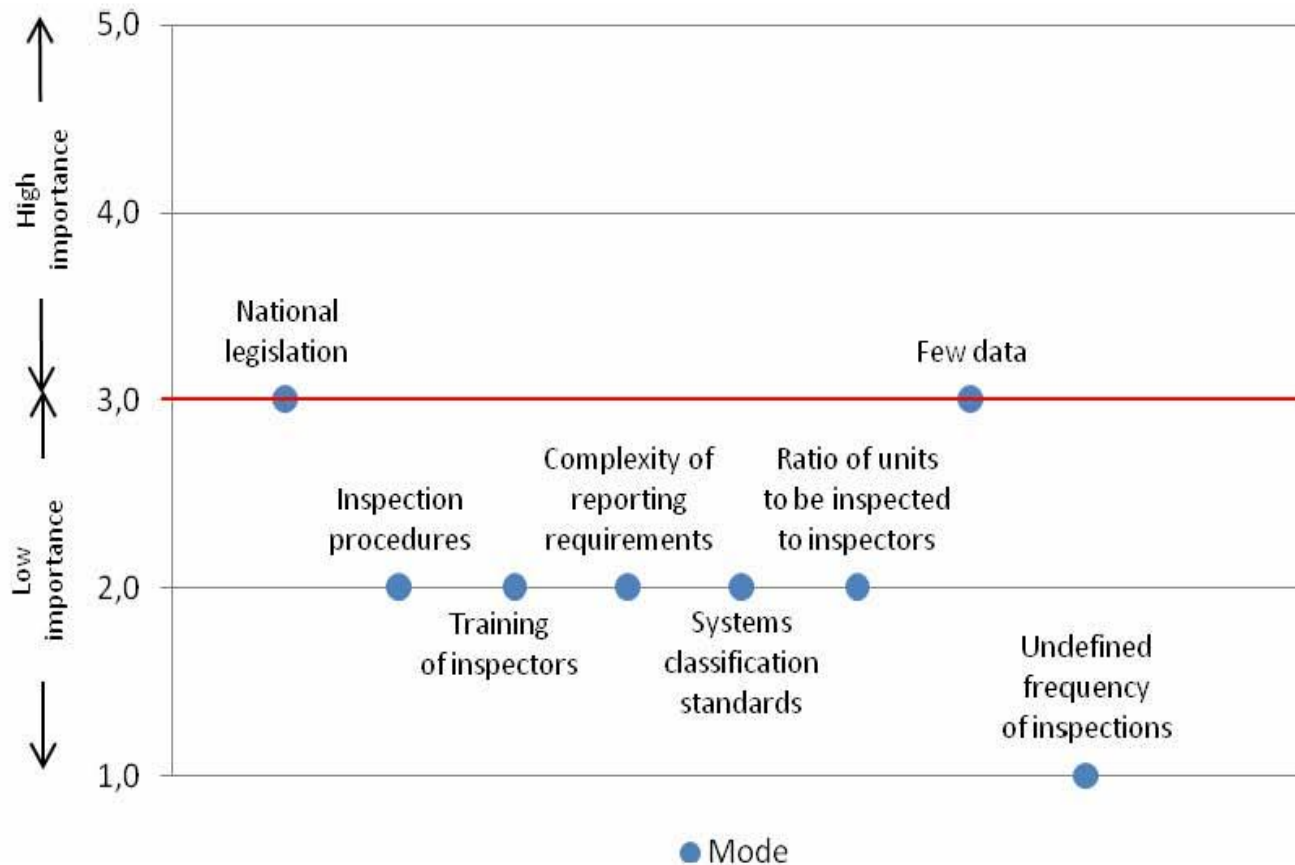 5,0
4,0
3,0
2,0
1,0
High
importance
Low
importance
National
legislation
Few data
Inspection
procedures
Complexity of
reporting
requirements
Ratio of units
to be inspected
to inspectors
Training
of inspectors
Systems
classification
standards
Undefined
frequency
of inspections
Mode